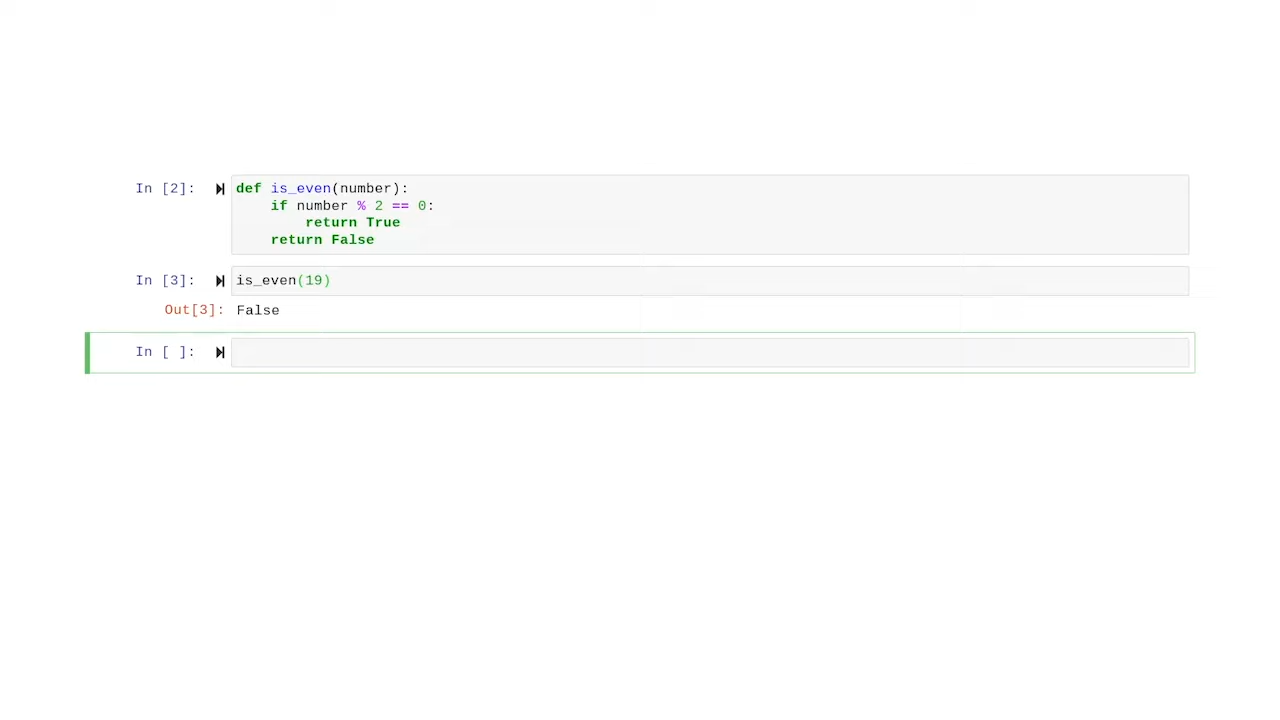 In [2]: def is_even(number):
    if number % 2 == 0:
        return True
    return False
In [3]: is_even(19)
Out[3]: False
In [ ]: